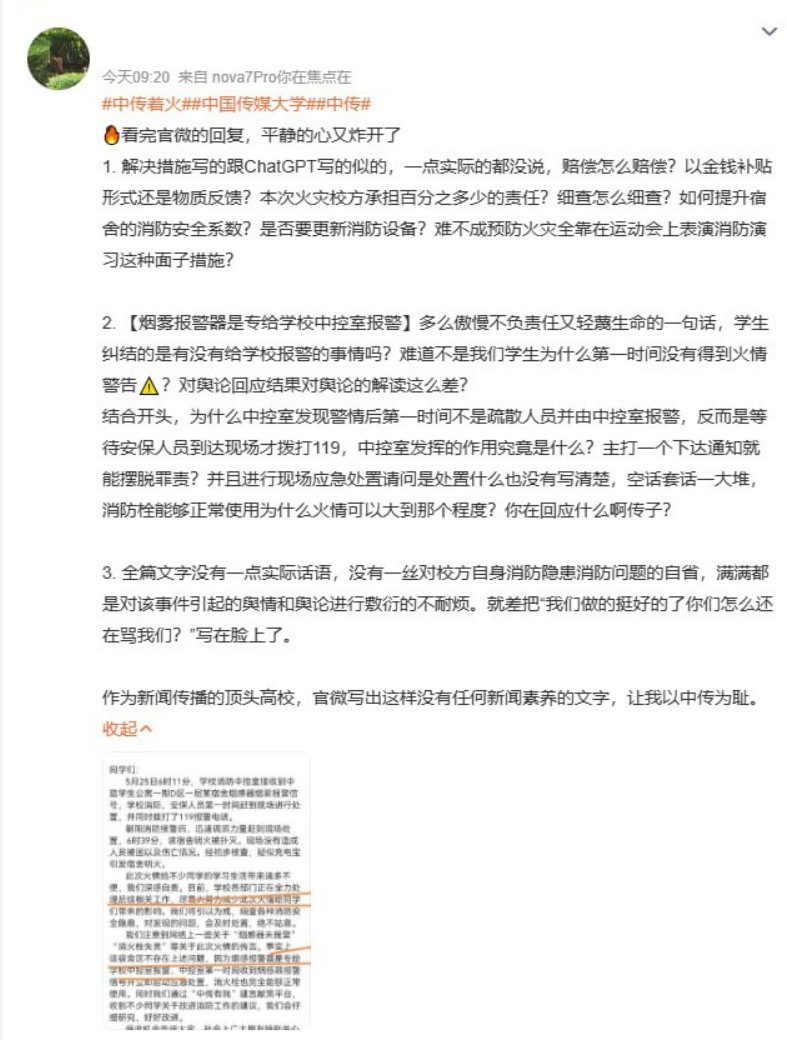 今天09:20 来自 nova7Pro你在焦点在
#中传着火##中国传媒大学##中传#
🔥看完官微的回复，平静的心又炸开了
1. 解决措施写的跟ChatGPT写的似的，一点实际的都没说，赔偿怎么赔偿？以金钱补贴
形式还是物质反馈？本次火灾校方承担百分之多少的责任？细查怎么细查？如何提升宿
舍的消防安全系数？是否要更新消防设备？难不成预防火灾全靠在运动会上表演消防演
习这种面子措施？
2. 【烟雾报警器是专给学校中控室报警】多么傲慢不负责任又轻蔑生命的一句话，学生
纠结的是有没有给学校报警的事情吗？难道不是我们学生为什么第一时间没有得到火情
警告⚠️？对舆论回应结果对舆论的解读这么差？
结合开头，为什么中控室发现警情后第一时间不是疏散人员并由中控室报警，反而是等
待安保人员到达现场才拨打119，中控室发挥的作用究竟是什么？主打一个下达通知就
能摆脱罪责？并且进行现场应急处置请问是处置什么也没有写清楚，空话套话一大堆，
消防栓能够正常使用为什么火情可以大到那个程度？你在回应什么啊传子？
3. 全篇文字没有一点实际话语，没有一丝对校方自身消防隐患消防问题的自省，满满都
是对该事件引起的舆情和舆论进行敷衍的不耐烦。就差把“我们做的挺好的了你们怎么还
在骂我们？”写在脸上了。
作为新闻传播的顶头高校，官微写出这样没有任何新闻素养的文字，让我以中传为耻。
收起
同学们：
5月25日6时11分，学校消防中控室接收到中
蓝学生公寓一期D区一层某宿舍烟感器烟雾报警信
号，学校消防、安保人员第一时间赶到现场进行处
置，并同时拨打了119报警电话。
朝阳消防接警后，迅速调派力量赶到现场处
置，6时39分，该宿舍明火被扑灭。现场没有造成
人员被困以及伤亡情况。经初步核查，疑似充电宝
引发宿舍明火。
此次火情给不少同学的学习生活带来诸多不
便，我们深感自责。目前，学校各部门正在全力处
理后续相关工作，尽最大努力减少此次火情给同学
们带来的影响。我们将引以为戒，细查各种消防安
全隐患，对发现的问题，会及时处置，绝不姑息。
我们注意到网络上一些关于“烟感器未报警”
“消火栓失灵”等关于此次火情的传言。事实上，
该宿舍区不存在上述问题，因为烟感报警器是专给
学校中控室报警，中控室第一时间收到烟感器报警
信号并立即启动应急处置，消火栓也完全能够正常
使用。同时我们通过“中传有我”建言献策平台，
收到不少同学关于改进消防工作的建议，我们会仔
细研究，好好改进。